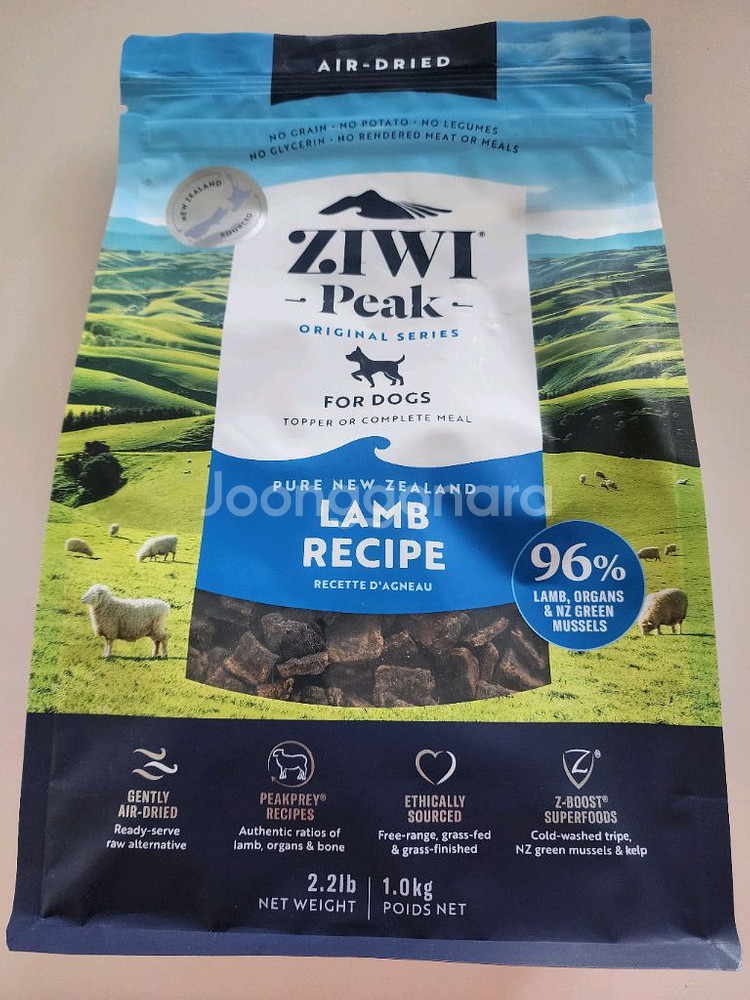 AIR-DRIED
NO GRAIN · NO POTATO · NO LEGUMES
NO GLYCERIN · NO RENDERED MEAT OR MEALS
NEW ZEALAND
SOURCED
ZIWI®
Peak
ORIGINAL SERIES
FOR DOGS
TOPPER OR COMPLETE MEAL
PURE NEW ZEALAND
Joonggonara
LAMB
RECIPE
RECETTE D'AGNEAU
96%
LAMB, ORGANS
& NZ GREEN
MUSSELS
GENTLY
AIR-DRIED
Ready-serve
raw alternative
PEAKPREY®
RECIPES
Authentic ratios of
lamb, organs & bone
ETHICALLY
SOURCED
Free-range, grass-fed
& grass-finished
Z®
Z-BOOST®
SUPERFOODS
Cold-washed tripe,
NZ green mussels & kelp
2.2lb
NET WEIGHT
1.0kg
POIDS NET